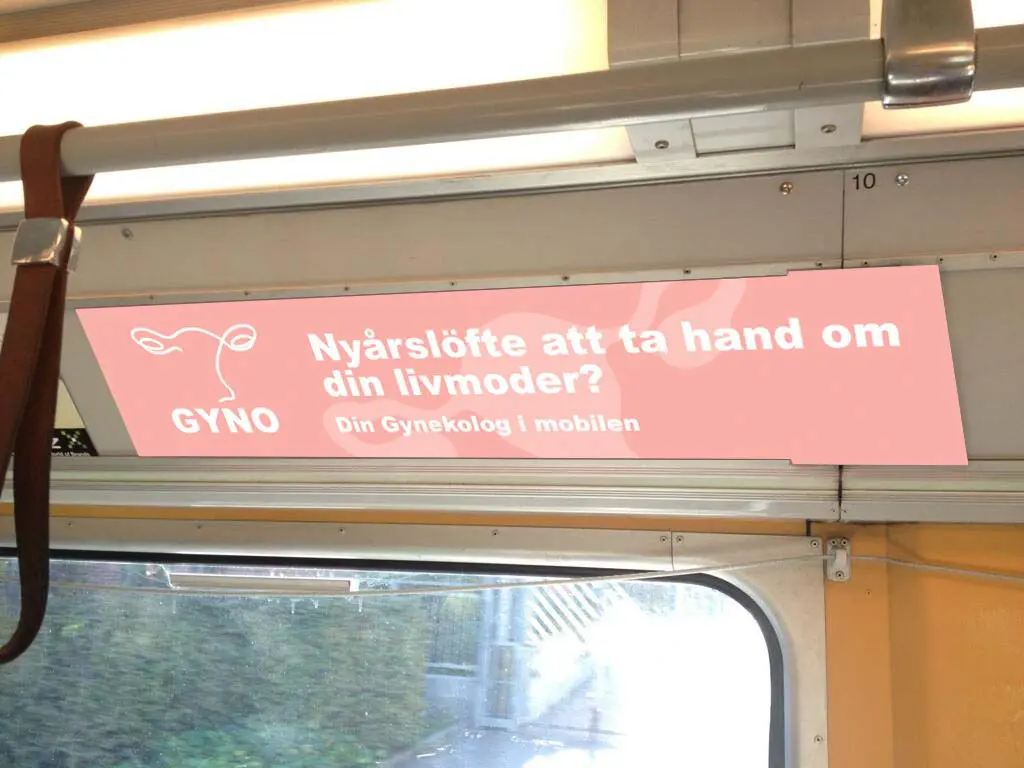 10
Nyårslöfte att ta hand om
din livmoder?
GYNO
Din Gynekolog i mobilen